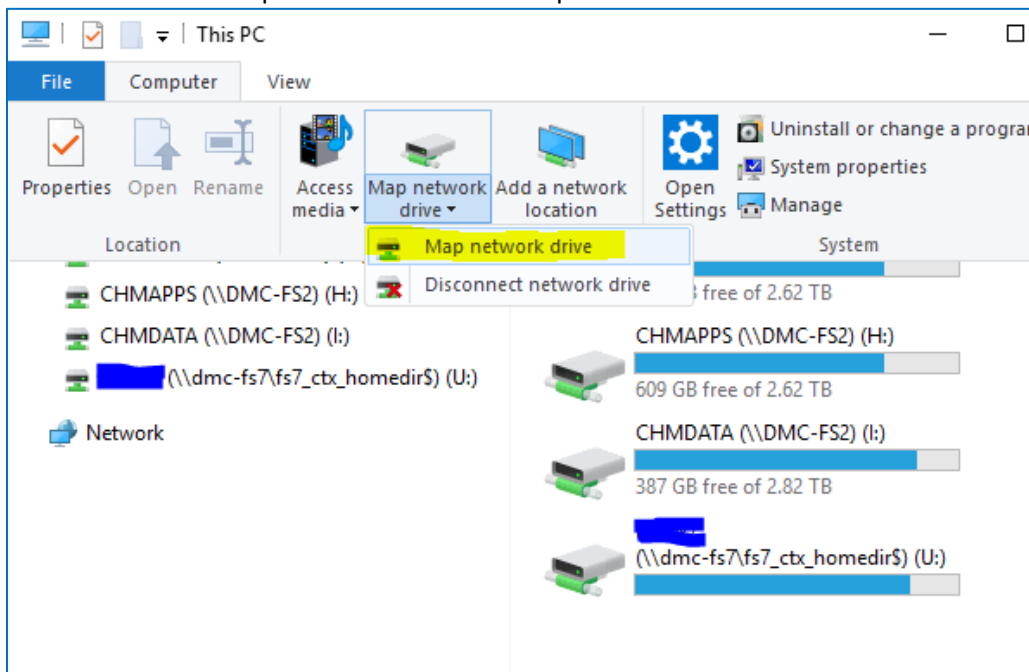 This PC
File Computer View
Properties Open Rename
Access media
Map network drive
Add a network location
Open Settings
Uninstall or change a progra
System properties
Manage
Location
System
Map network drive
Disconnect network drive
CHMAPPS (\\DMC-FS2) (H:)
CHMDATA (\\DMC-FS2) (I:)
(\\dmc-fs7\fs7_ctx_homedir$) (U:)
Network
free of 2.62 TB
CHMAPPS (\\DMC-FS2) (H:)
609 GB free of 2.62 TB
CHMDATA (\\DMC-FS2) (I:)
387 GB free of 2.82 TB
(\\dmc-fs7\fs7_ctx_homedir$) (U:)